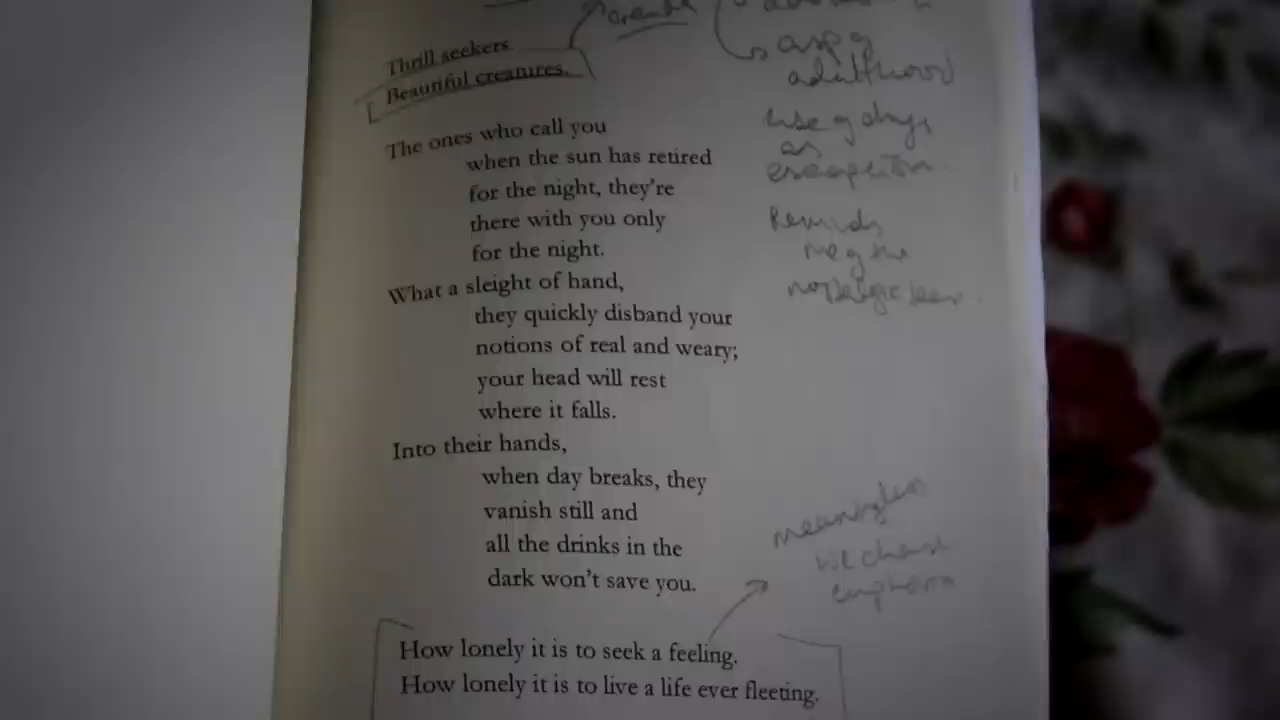 Thrill seekers
Beautiful creatures.
The ones who call you
when the sun has retired
for the night, they're
there with you only
for the night.
What a sleight of hand,
they quickly disband your
notions of real and weary;
your head will rest
where it falls.
Into their hands,
when day breaks, they
vanish still and
all the drinks in the
dark won't save you.
How lonely it is to seek a feeling.
How lonely it is to live a life ever fleeting.
adulthood
use of drugs
as
escapism
Reminds
me of the
meaningless
we chase
euphoria